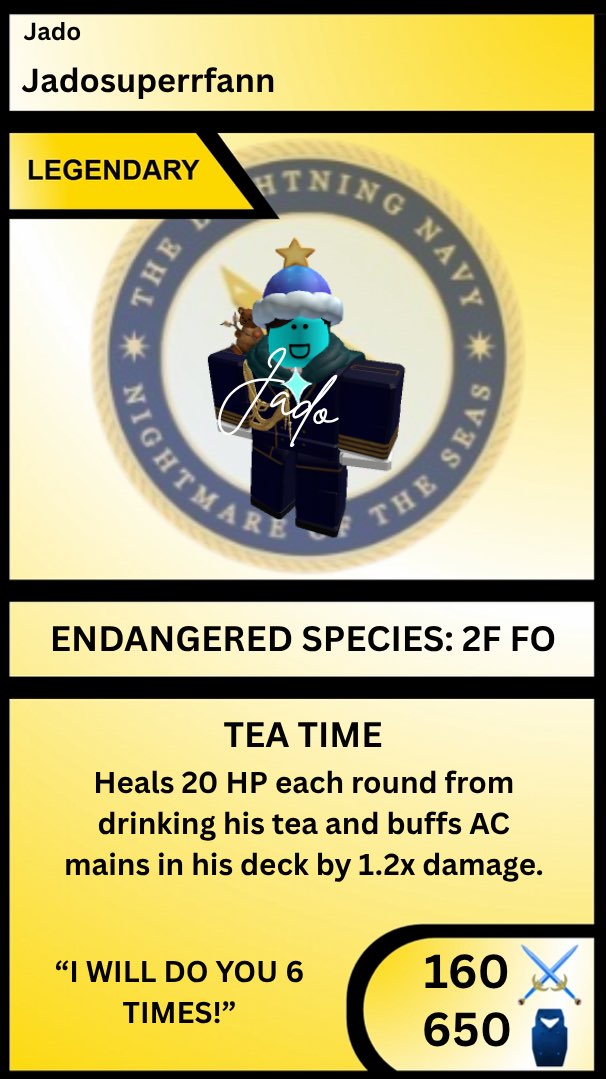 Jado
Jadosuperrfann
LEGENDARY
HTNING NAVY
THE
NIGHTMARE OF THE SEAS
Jado
ENDANGERED SPECIES: 2F FO
TEA TIME
Heals 20 HP each round from
drinking his tea and buffs AC
mains in his deck by 1.2x damage.
“I WILL DO YOU 6
TIMES!”
160
650